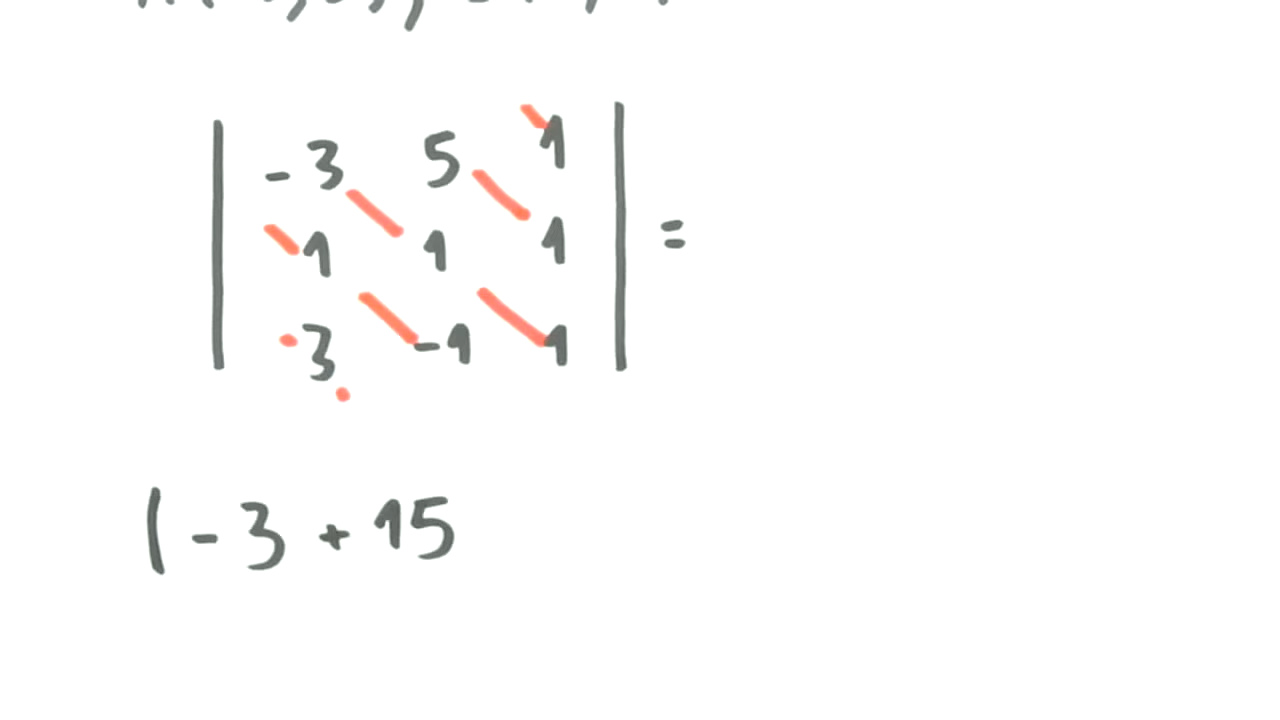 | -3 5 1 |
| 1 1 1 | =
| 3 -1 1 |
| - 3 + 15